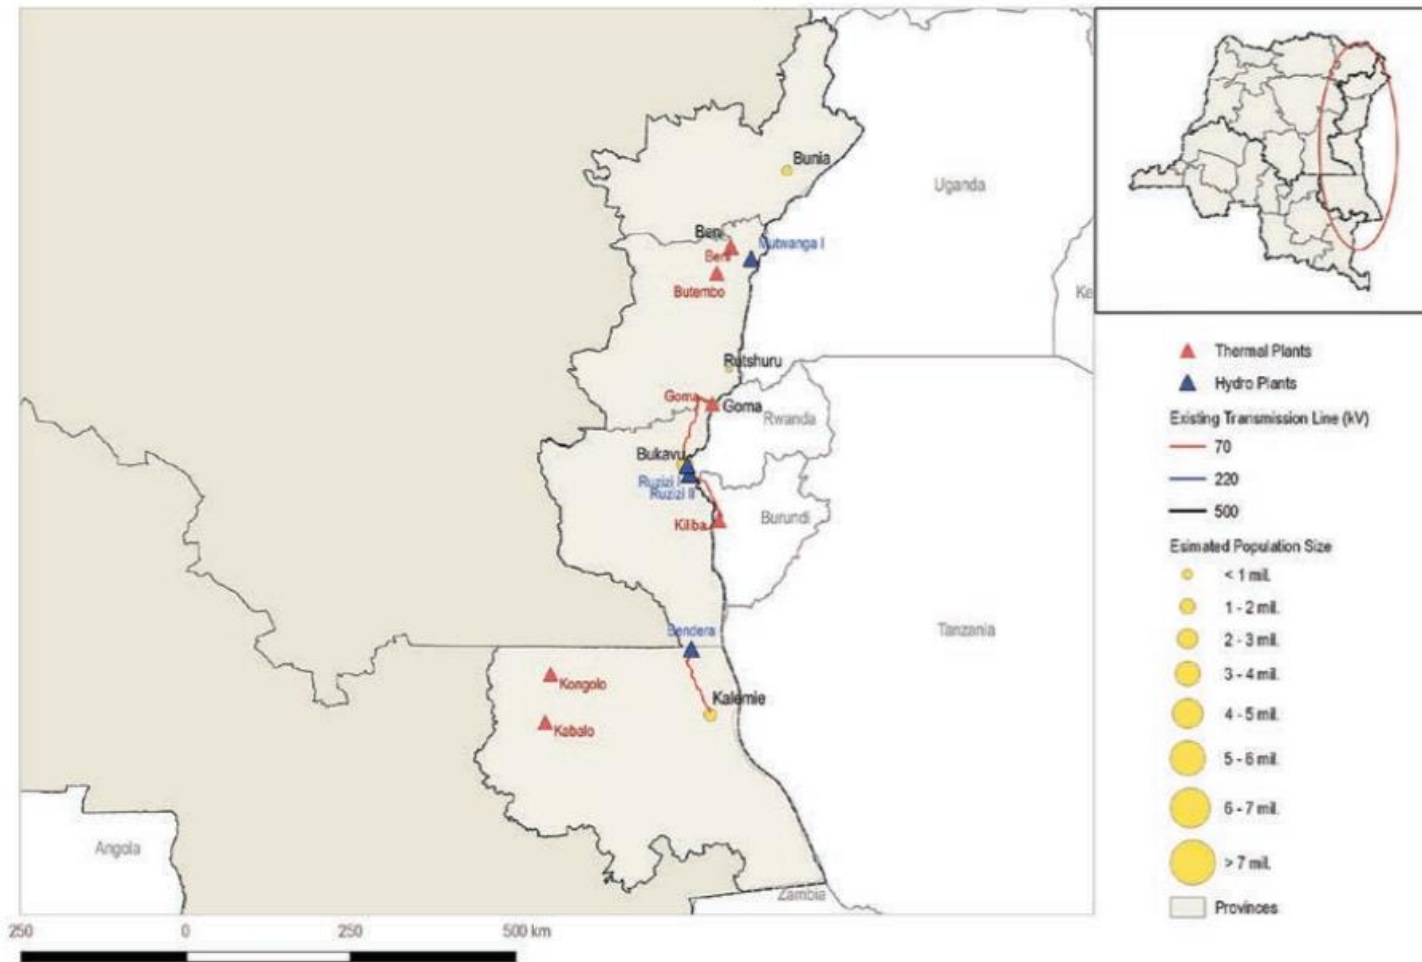 Bunia
Uganda
Beni
Mutwanga I
Beni
Butembo
Ke
Rutshuru
Goma
Goma
Rwanda
Bukavu
Ruzizi I
Ruzizi II
Kiliba
Burundi
Bendera
Tanzania
Kongolo
Kalemie
Kabalo
Angola
Zambia
250 0 250 500 km
Thermal Plants
Hydro Plants
Existing Transmission Line (kV)
70
220
500
Esimated Population Size
< 1 mil.
1 - 2 mil.
2 - 3 mil.
3 - 4 mil.
4 - 5 mil.
5 - 6 mil.
6 - 7 mil.
> 7 mil.
Provinces